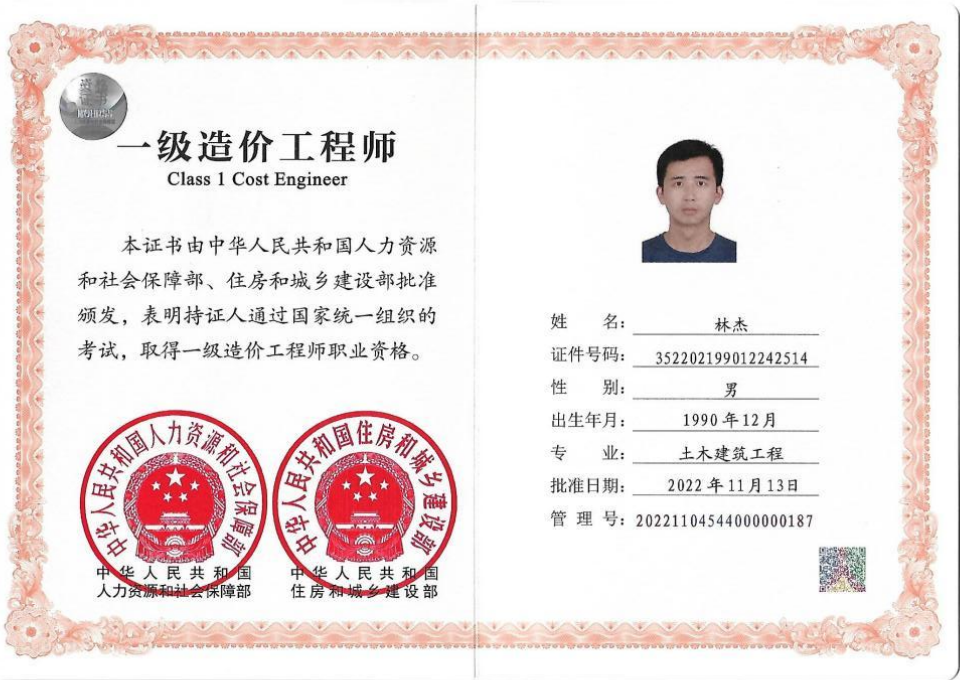 一级造价工程师
Class 1 Cost Engineer
本证书由中华人民共和国人力资源
和社会保障部、住房和城乡建设部批准
颁发，表明持证人通过国家统一组织的
考试，取得一级造价工程师职业资格。
中华人民共和国人力资源和社会保障部
中华人民共和国
人力资源和社会保障部
中华人民共和国住房和城乡建设部
中华人民共和国
住房和城乡建设部
姓 名： 林杰
证件号码： 352202199012242514
性 别： 男
出生年月： 1990年12月
专 业： 土木建筑工程
批准日期： 2022年11月13日
管 理 号： 20221104544000000187